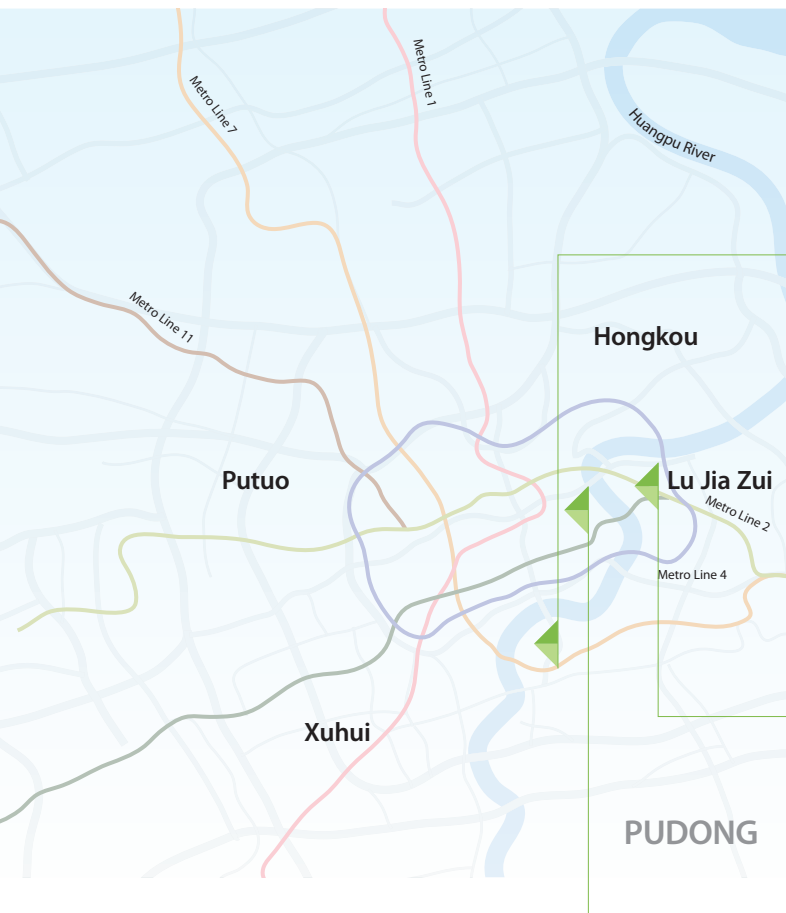 Metro Line 1
Metro Line 7
Huangpu River
Metro Line 11
Hongkou
Putuo
Lu Jia Zui
Metro Line 2
Metro Line 4
Xuhui
PUDONG